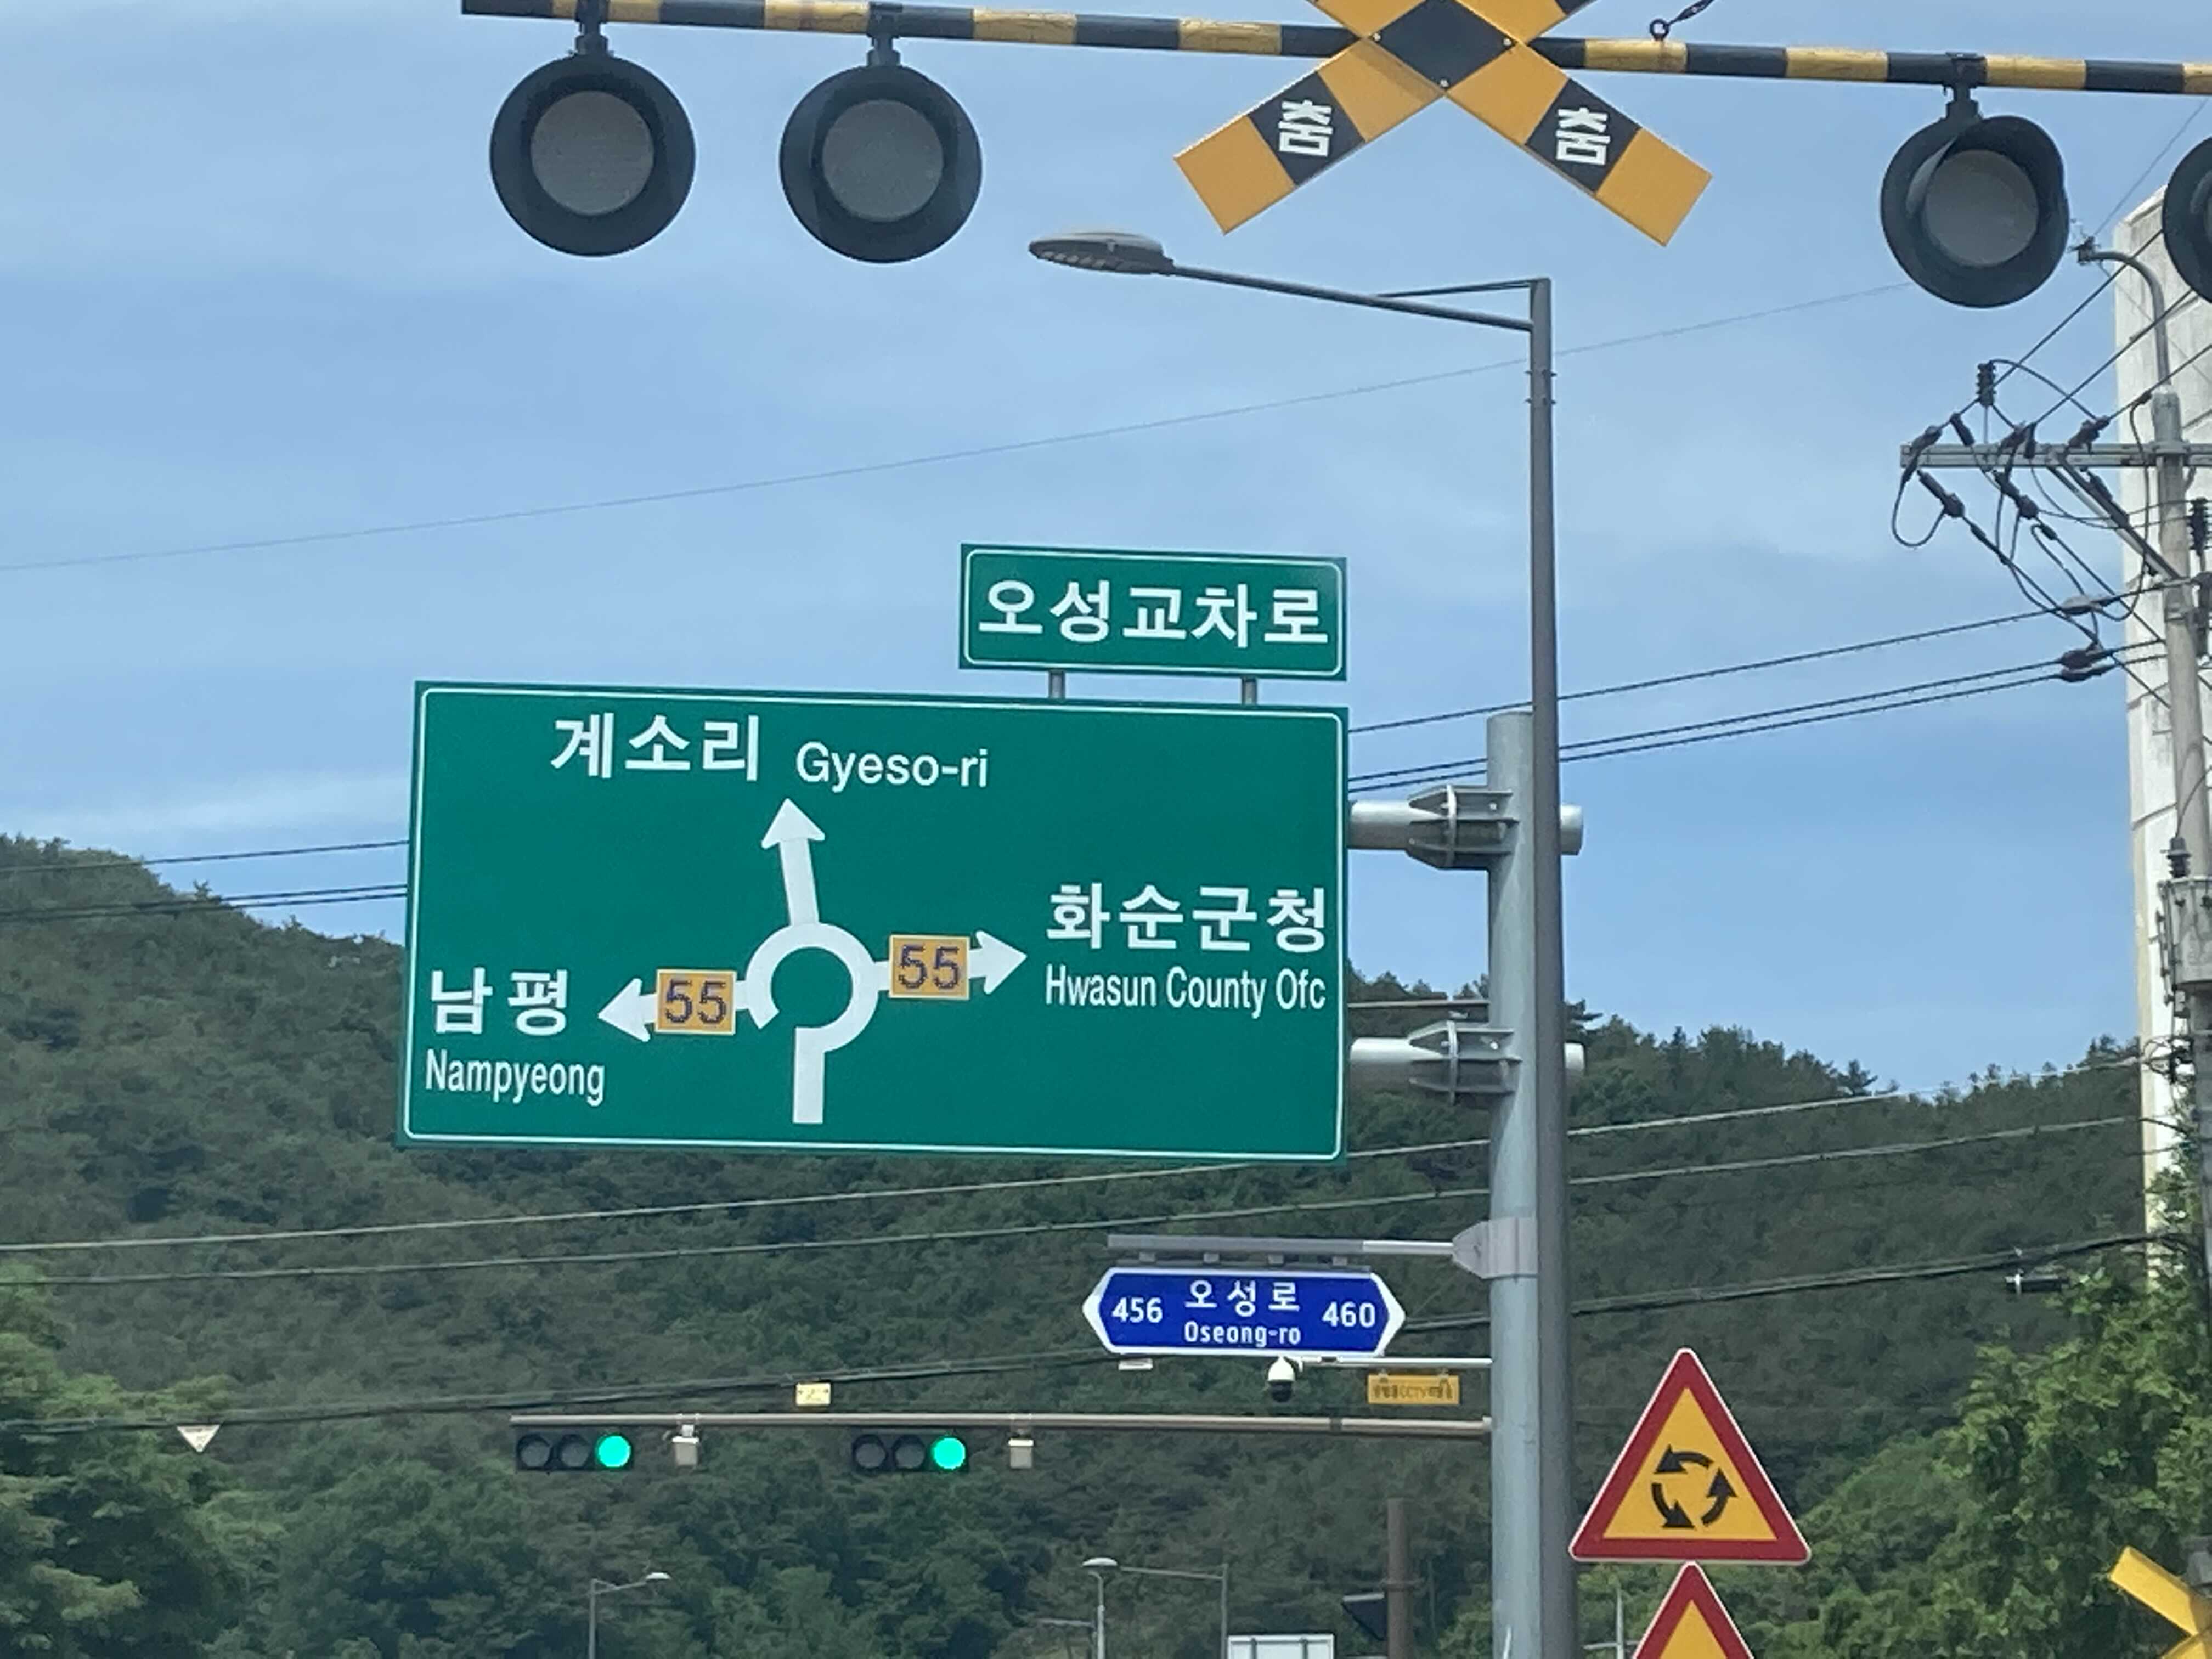 춤
춤
오성교차로
계소리 Gyeso-ri
55
화순군청
Hwasun County Ofc
남평
55
Nampyeong
456 오성로 460
Oseong-ro